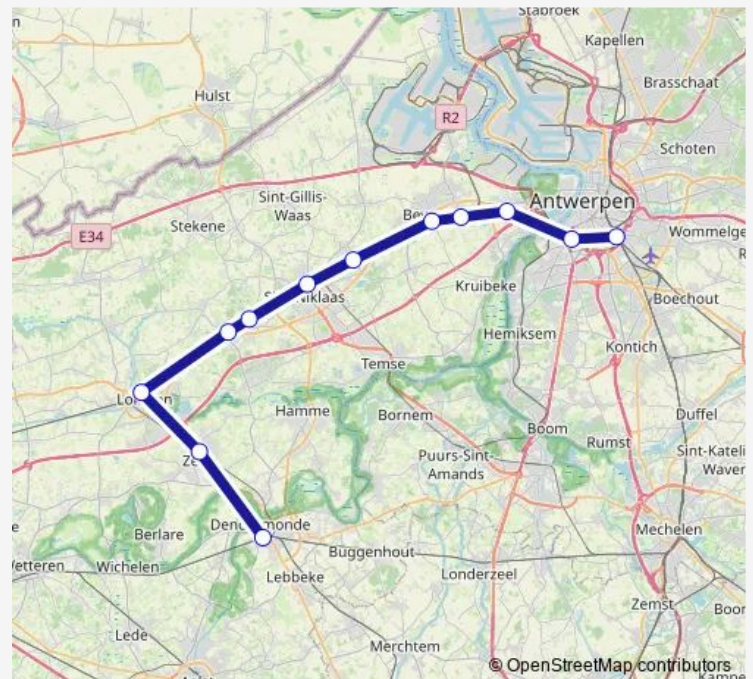 Stabroek
Kapellen
Brasschaat
Hulst
R2
Schoten
Sint-Gillis-
Waas
Antwerpen
Stekene
E34
Wommelge
Kruibeke
Boechout
Hemiksem
Kontich
Temse
Hamme
Bornem
Duffel
Boom
Rumst
Puurs-Sint-
Amands
Sint-Kateli
Waver
Mechelen
Berlare
Buggenhout
Wichelen
Lebbeke
Londerzeel
Zemst
Lede
Merchtem
© OpenStreetMap contributors